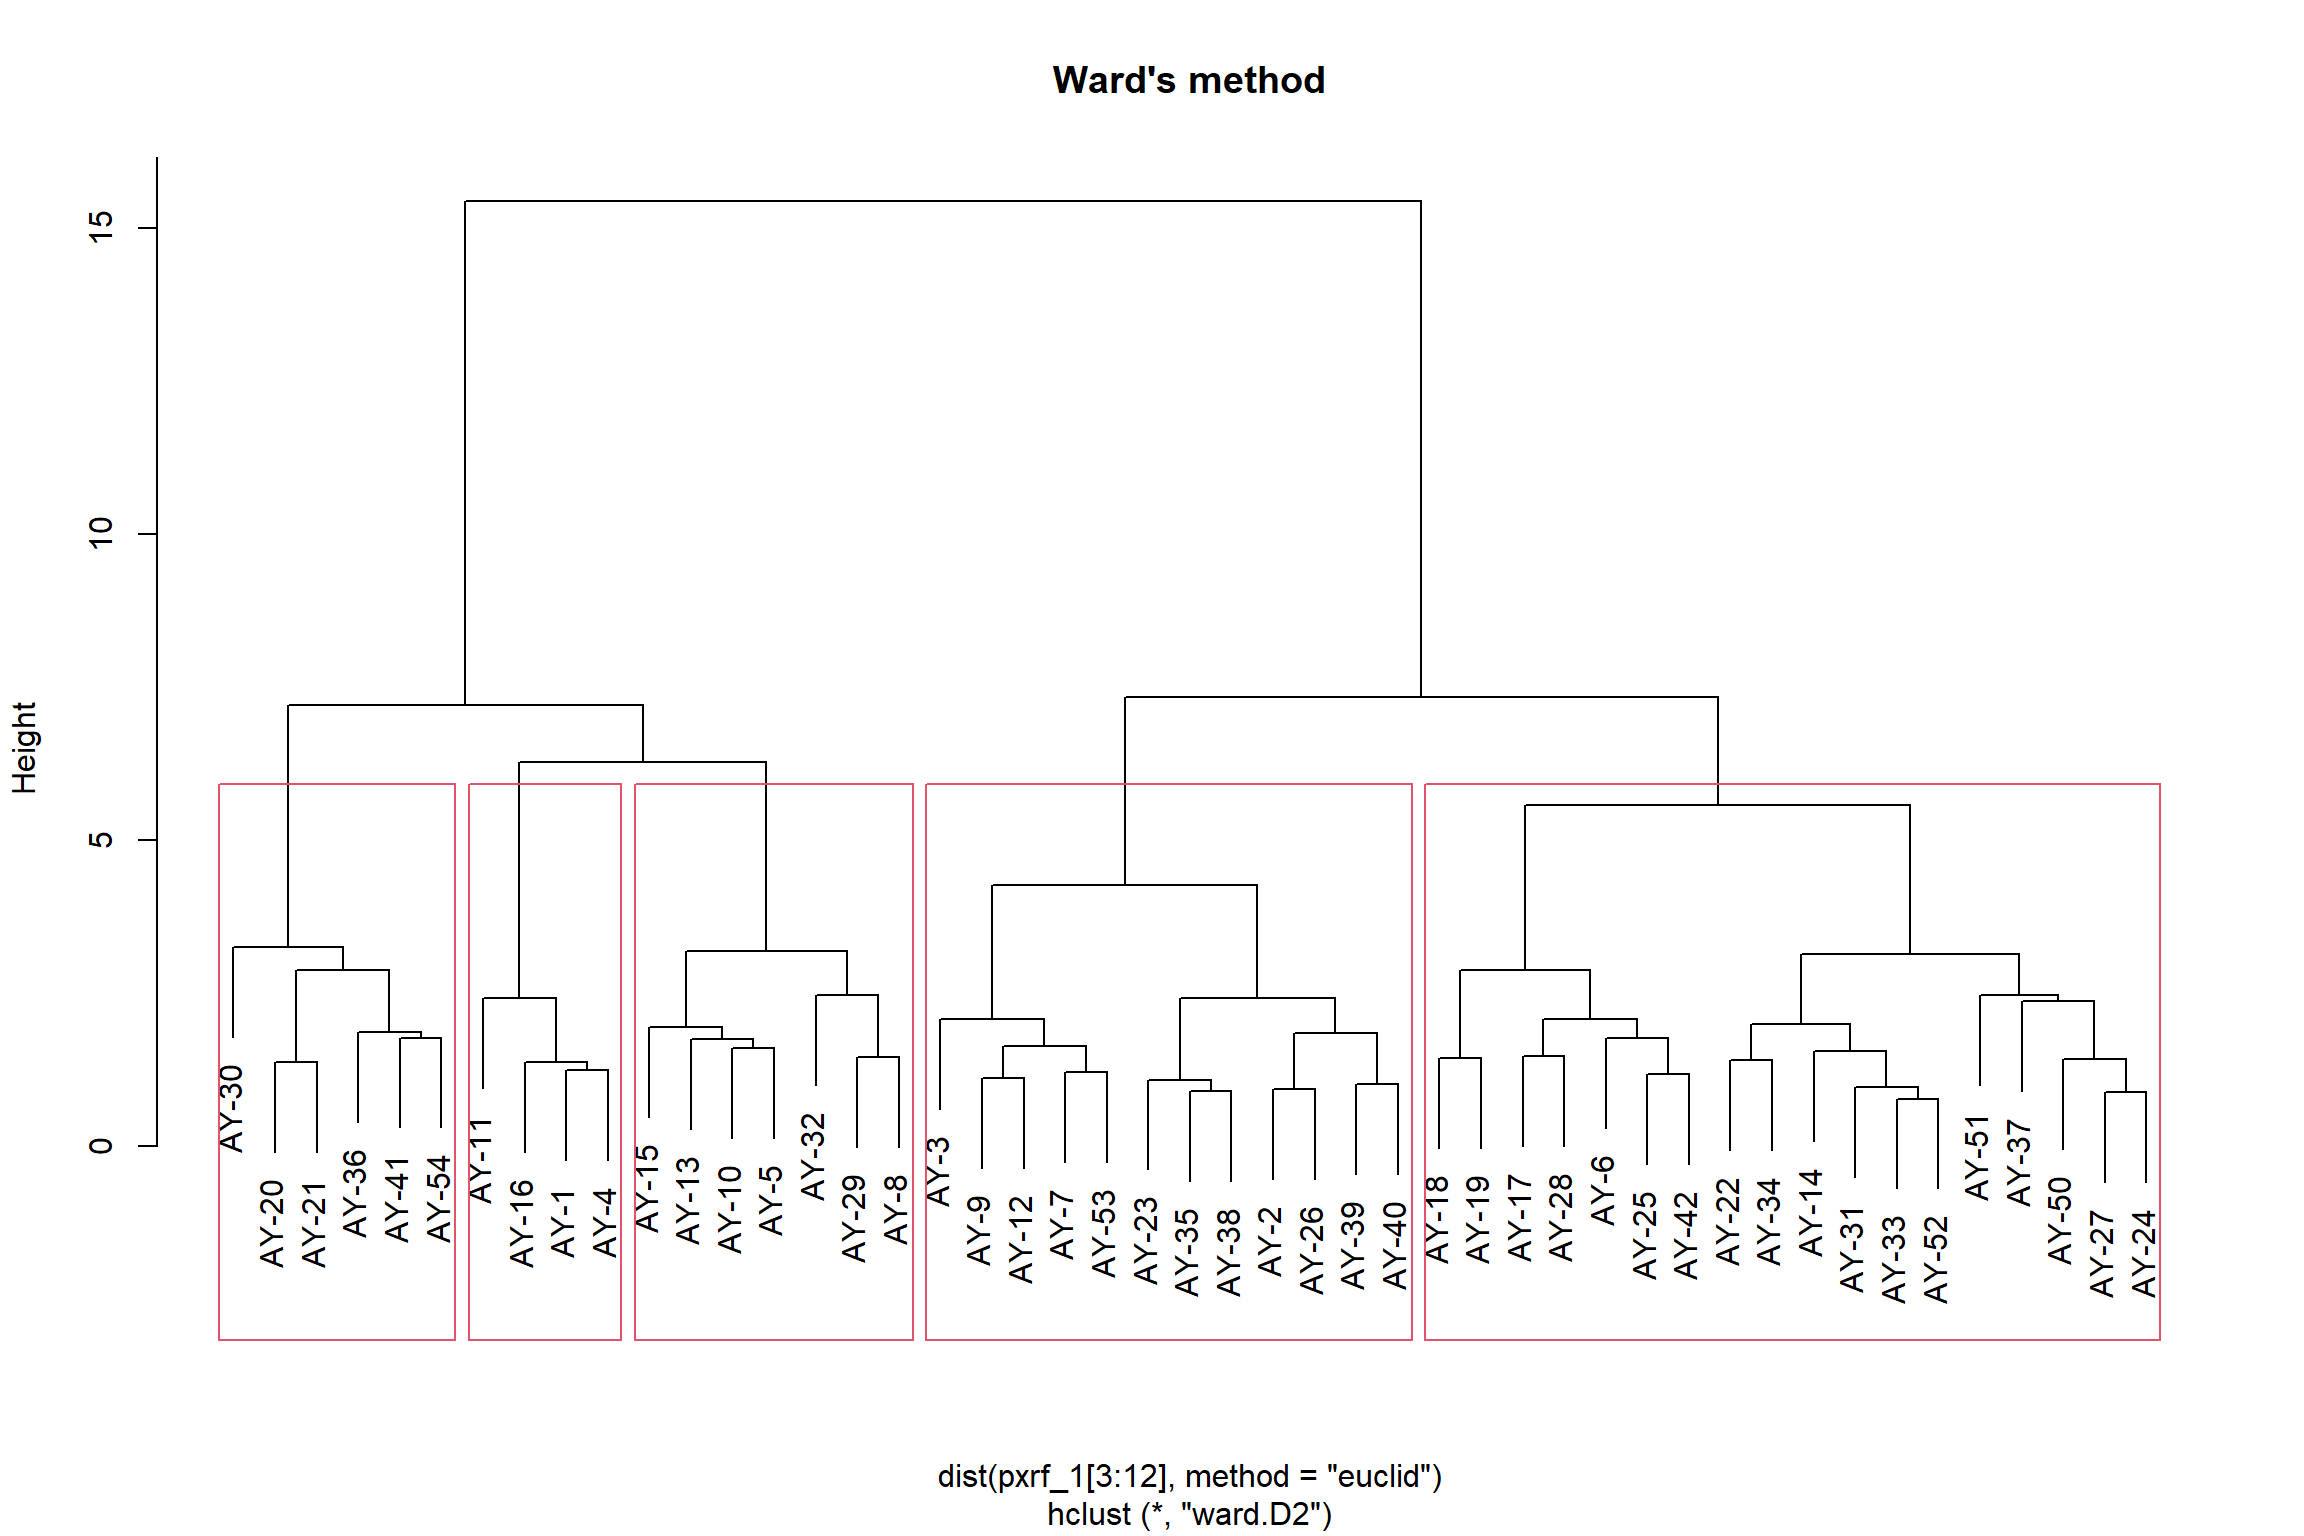 Ward's method
Height
15
10
5
0
AY-30
AY-20
AY-21
AY-36
AY-41
AY-54
AY-11
AY-16
AY-1
AY-4
AY-15
AY-13
AY-10
AY-5
AY-32
AY-29
AY-8
AY-3
AY-9
AY-12
AY-7
AY-53
AY-23
AY-35
AY-38
AY-2
AY-26
AY-39
AY-40
AY-18
AY-19
AY-17
AY-28
AY-6
AY-25
AY-42
AY-22
AY-34
AY-14
AY-31
AY-33
AY-52
AY-51
AY-37
AY-50
AY-27
AY-24
dist(pxrf_1[3:12], method = "euclid")
hclust (*, "ward.D2")